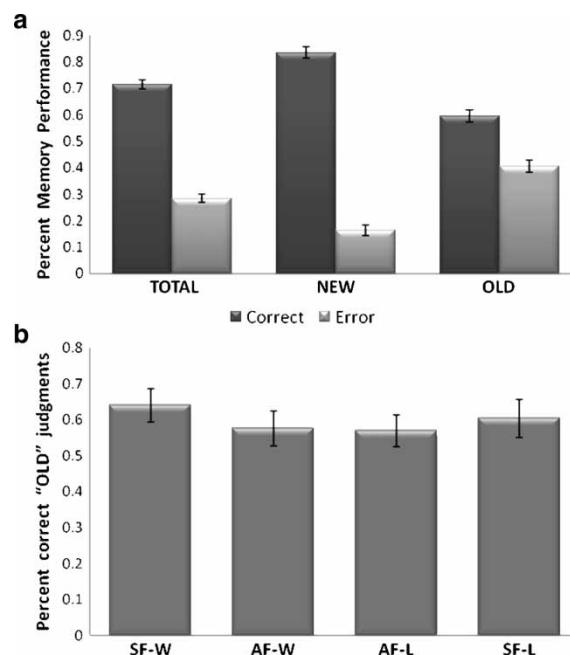 a
Percent Memory Performance
0.9
0.8
0.7
0.6
0.5
0.4
0.3
0.2
0.1
0
TOTAL NEW OLD
Correct Error
b
Percent correct “OLD” judgments
0.8
0.7
0.6
0.5
0.4
0.3
0.2
0.1
0
SF-W AF-W AF-L SF-L